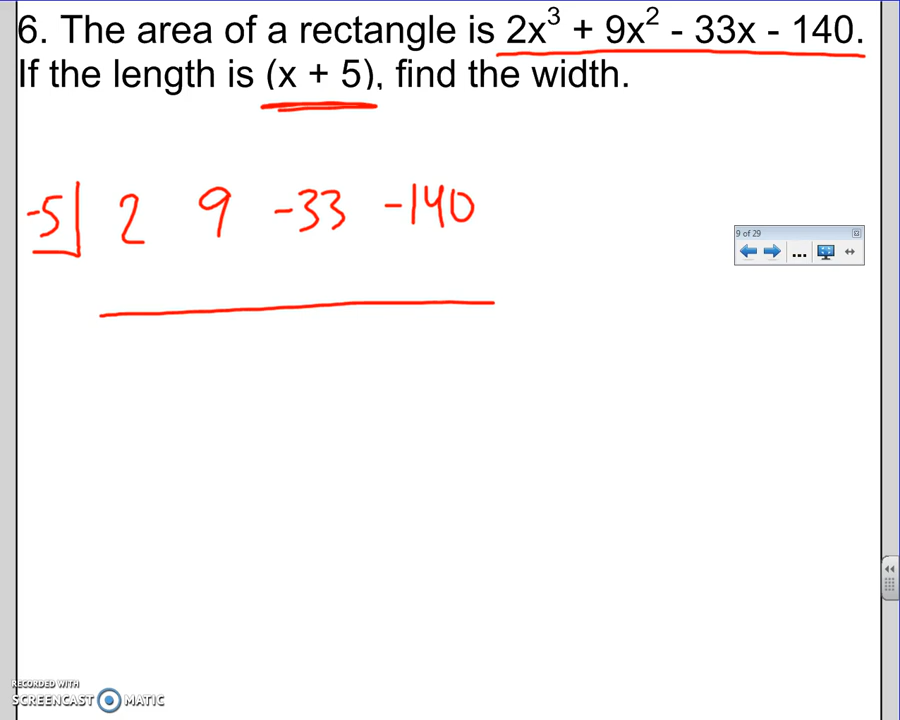 6. The area of a rectangle is 2x³ + 9x² - 33x - 140.
If the length is (x + 5), find the width.
-5 2 9 -33 -140
9 of 29
...
RECORDED WITH
SCREENCAST MATIC